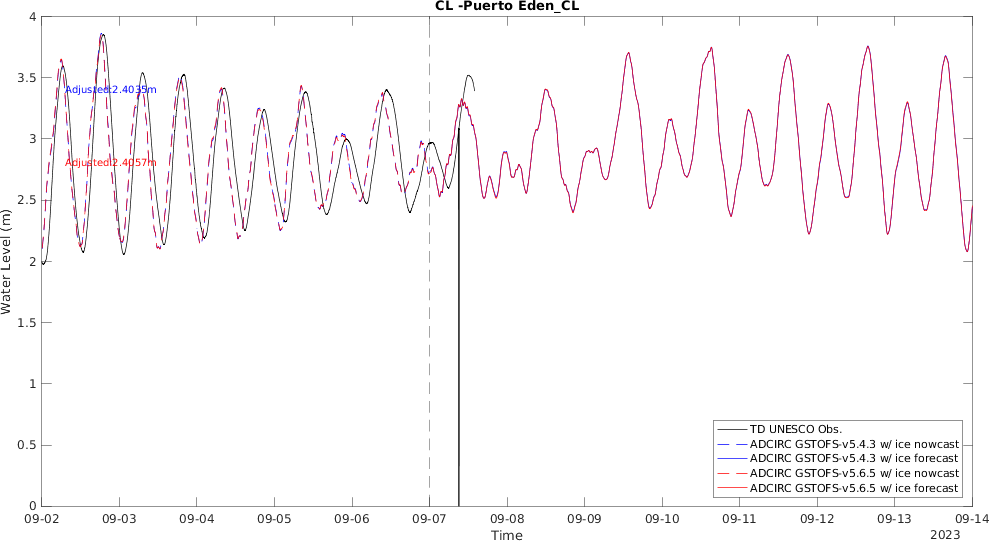 CL -Puerto Eden_CL
4
3.5
3
2.5
2
1.5
1
0.5
0
Water Level (m)
Adjusted:2.4035m
Adjusted:2.4057m
TD UNESCO Obs.
ADCIRC GSTOFS-v5.4.3 w/ ice nowcast
ADCIRC GSTOFS-v5.4.3 w/ ice forecast
ADCIRC GSTOFS-v5.6.5 w/ ice nowcast
ADCIRC GSTOFS-v5.6.5 w/ ice forecast
09-02 09-03 09-04 09-05 09-06 09-07 09-08 09-09 09-10 09-11 09-12 09-13 09-14
Time
2023